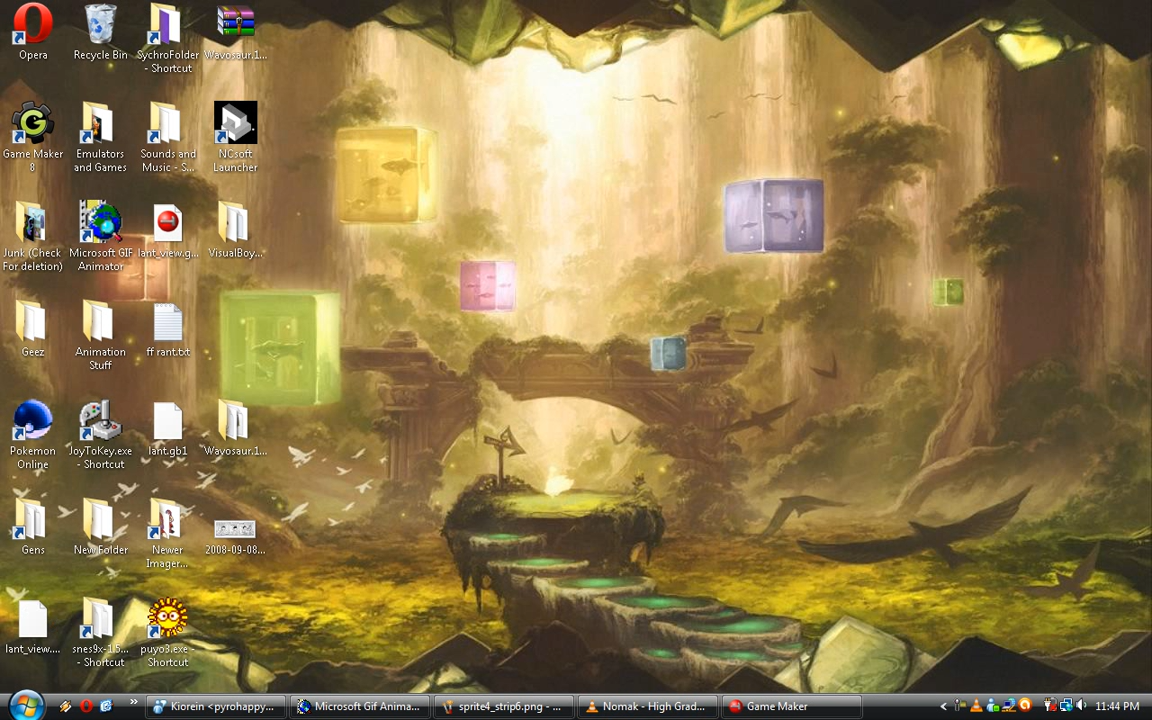 Opera
Recycle Bin
SychroFolder
- Shortcut
Wavosaur.1...
Game Maker
8
Emulators
and Games
Sounds and
Music - S...
NCsoft
Launcher
Junk (Check
For deletion)
Microsoft GIF
Animator
lant_view.g...
VisualBoy...
Geez
Animation
Stuff
ff rant.txt
Pokemon
Online
JoyToKey.exe
- Shortcut
lant.gb1
Wavosaur.1...
Gens
New Folder
Newer
Imager...
2008-09-08...
lant_view....
snes9x-1.5...
- Shortcut
puyo3.exe -
Shortcut
Kiorein <pyrohappy...
Microsoft Gif Anima...
sprite4_strip6.png - ...
Nomak - High Grad...
Game Maker
11:44 PM